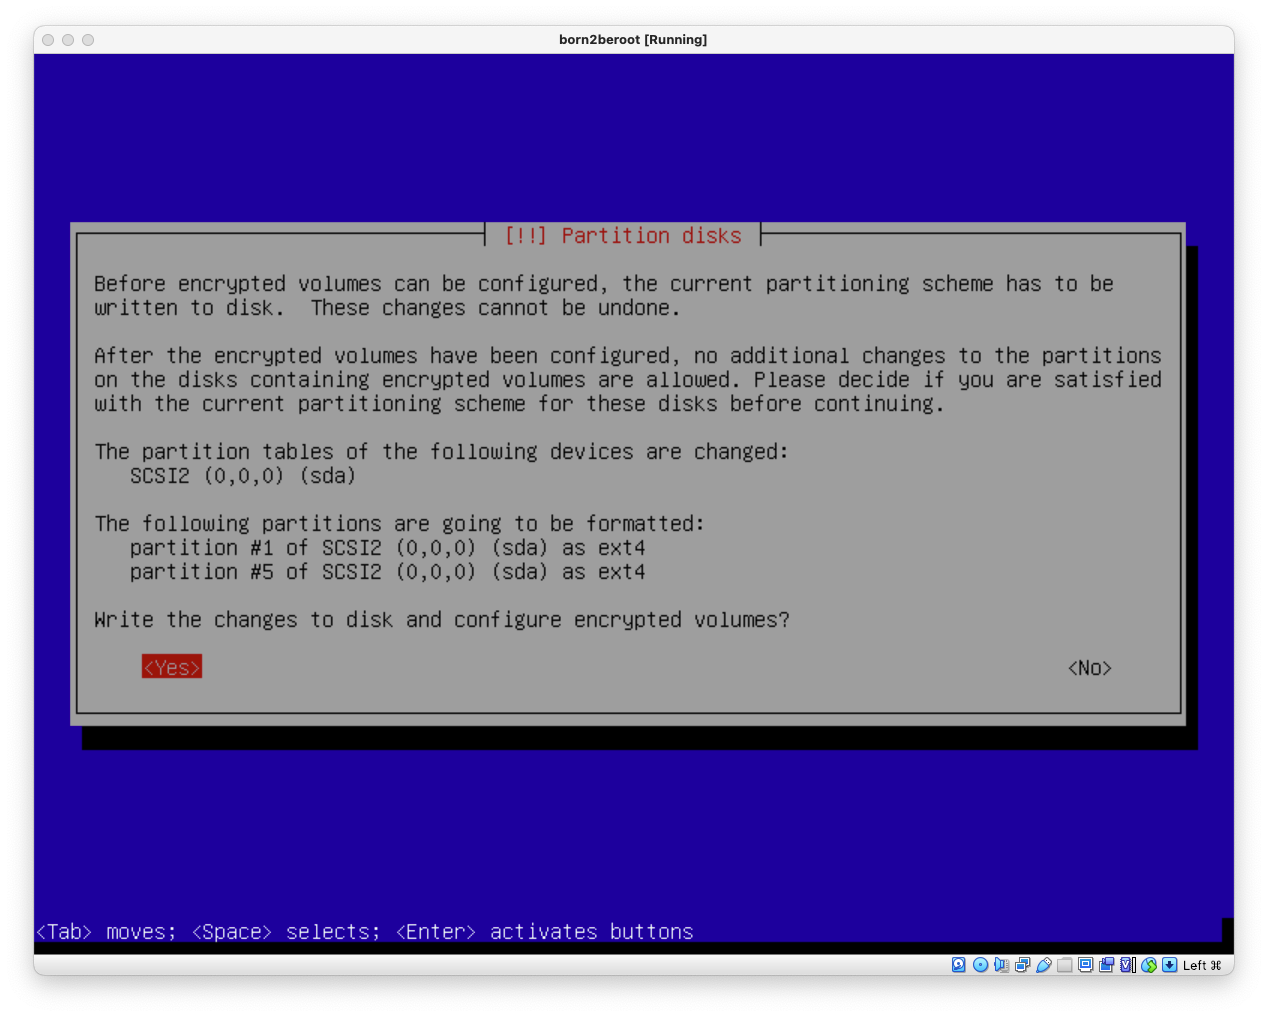 born2beroot [Running]
[!!] Partition disks
Before encrypted volumes can be configured, the current partitioning scheme has to be
written to disk.  These changes cannot be undone.
After the encrypted volumes have been configured, no additional changes to the partitions
on the disks containing encrypted volumes are allowed. Please decide if you are satisfied
with the current partitioning scheme for these disks before continuing.
The partition tables of the following devices are changed:
SCSI2 (0,0,0) (sda)
The following partitions are going to be formatted:
partition #1 of SCSI2 (0,0,0) (sda) as ext4
partition #5 of SCSI2 (0,0,0) (sda) as ext4
Write the changes to disk and configure encrypted volumes?
<Yes> <No>
<Tab> moves; <Space> selects; <Enter> activates buttons
Left ⌘